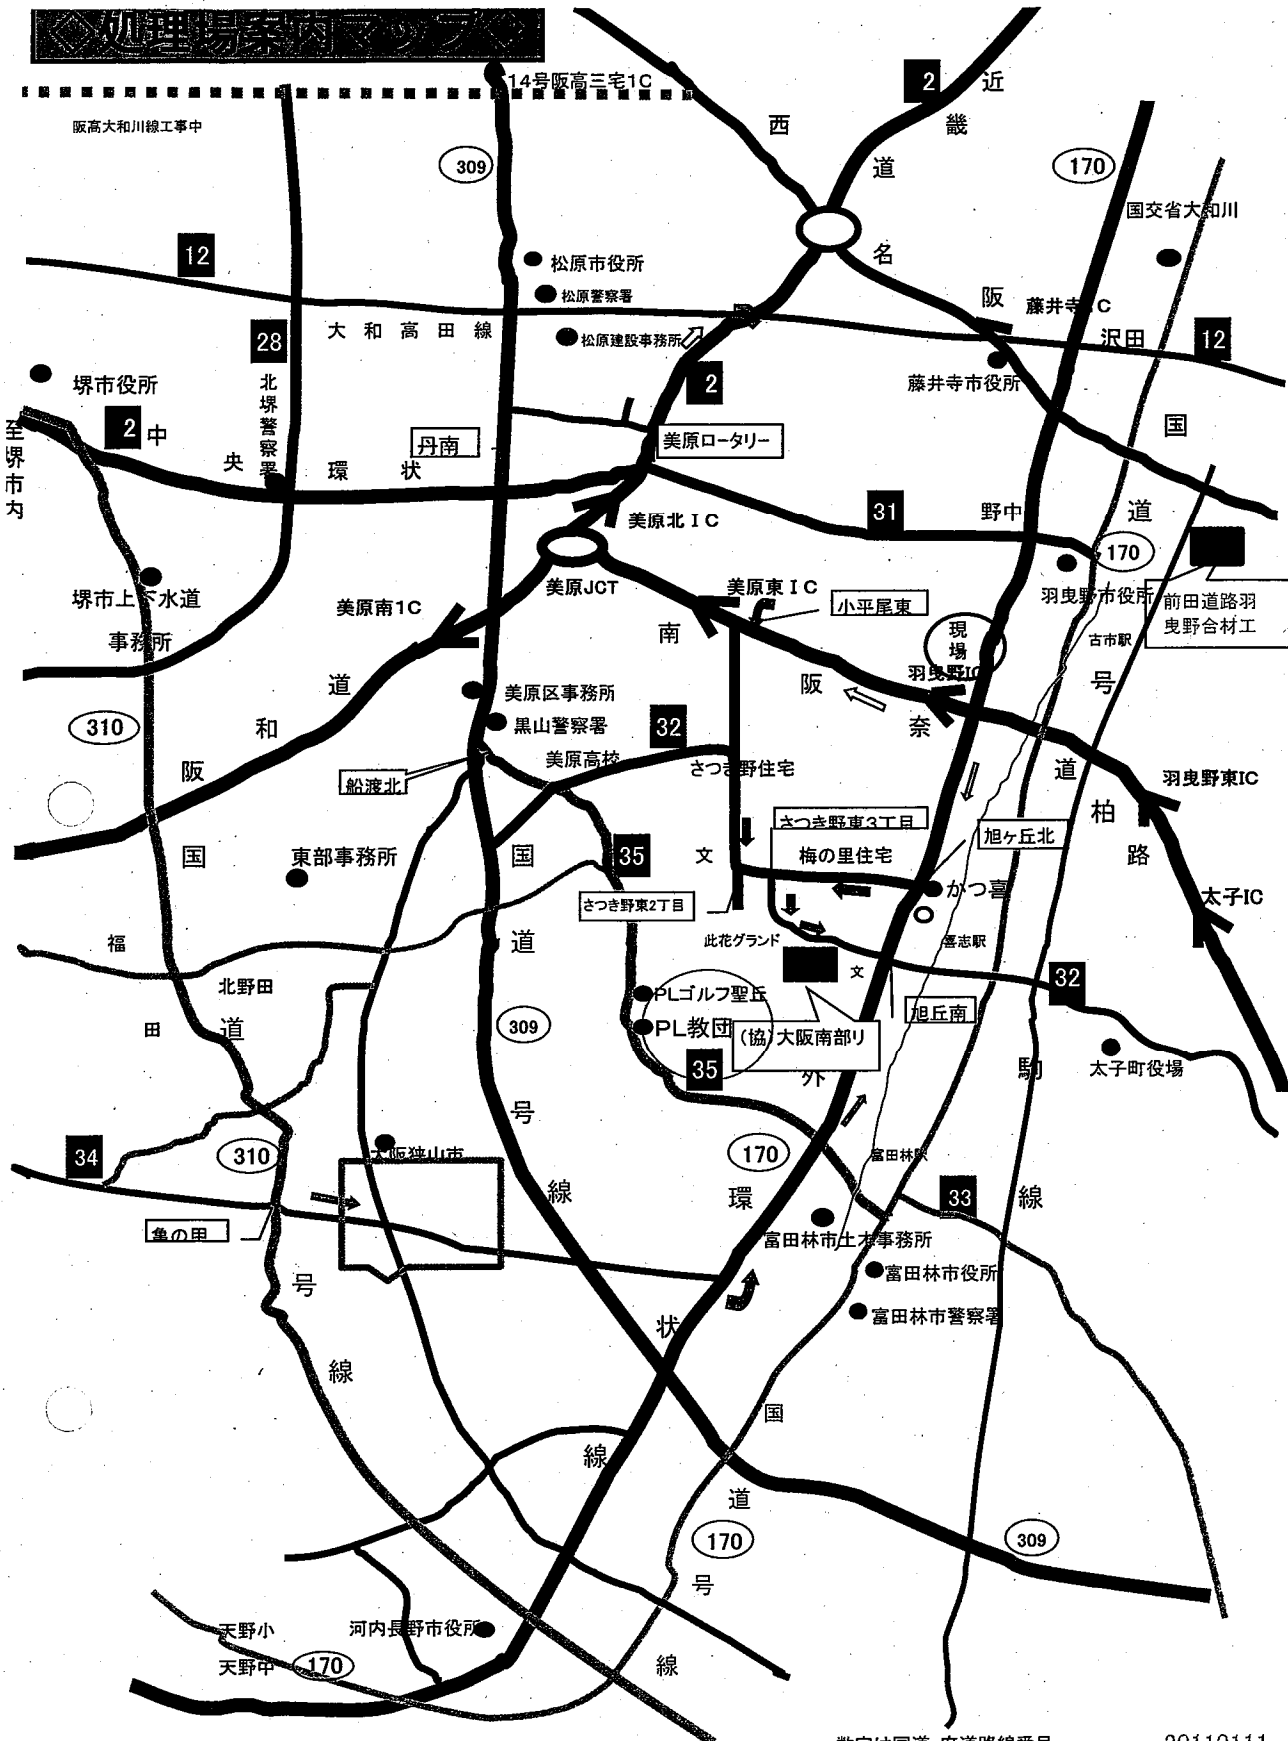 ◇処理場案内マップ◇
14号阪高三宅1C
阪高大和川線工事中
2
近
畿
道
西
名
阪
309
170
国交省大和川
12
松原市役所
松原警察署
松原建設事務所
大和高田線
28
北堺警察署
藤井寺IC
沢田
12
藤井寺市役所
堺市役所
2
2
中
央
環
状
至堺市内
丹南
美原ロータリー
国
道
31
野中
170
美原北IC
美原JCT
美原東IC
小平尾東
羽曳野市役所
前田道路羽
曳野合材工
古市駅
号
堺市上下水道
事務所
美原南1C
現場
羽曳野IC
南
阪
奈
道
路
羽曳野東IC
太子IC
柏
美原区事務所
黒山警察署
美原高校
32
さつき野住宅
船渡北
310
道
和
阪
国
東部事務所
国
35
文
さつき野東3丁目
梅の里住宅
旭ヶ丘北
かつ喜
さつき野東2丁目
此花グランド
喜志駅
文
32
旭丘南
福
田
北野田
道
道
309
PLゴルフ聖丘
PL教団
(協)大阪南部リ
35
外
駒
太子町役場
号
34
310
大阪狭山市
170
富田林駅
環
線
33
線
亀の甲
富田林市土木事務所
富田林市役所
富田林市警察署
号
状
線
国
線
道
170
号
309
天野小
天野中
170
河内長野市役所
線
数字は国道、府道路線番号
20110111